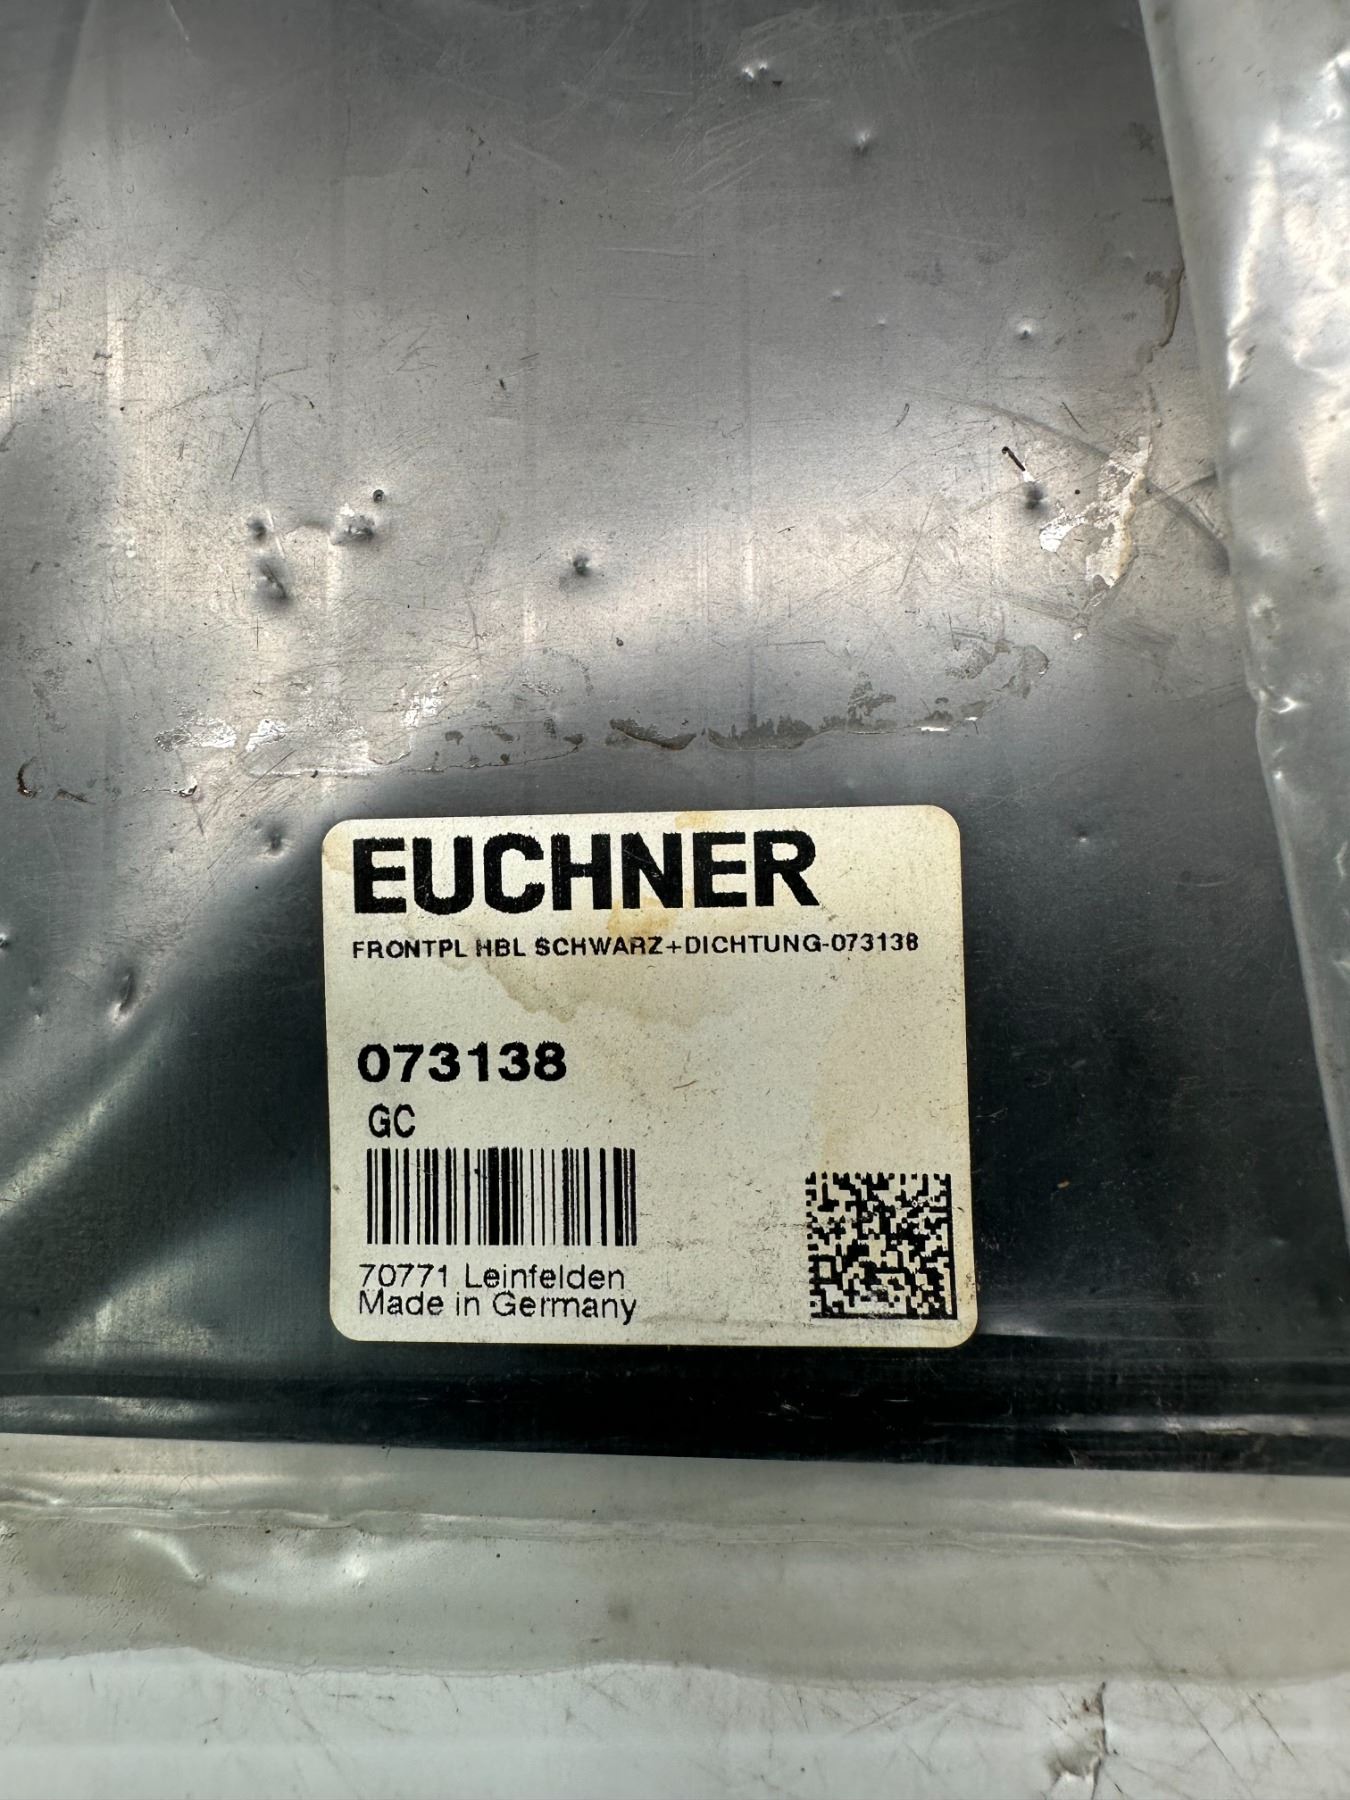 EUCHNER
FRONTPL HBL SCHWARZ+DICHTUNG-073138
073138
GC
70771 Leinfelden
Made in Germany